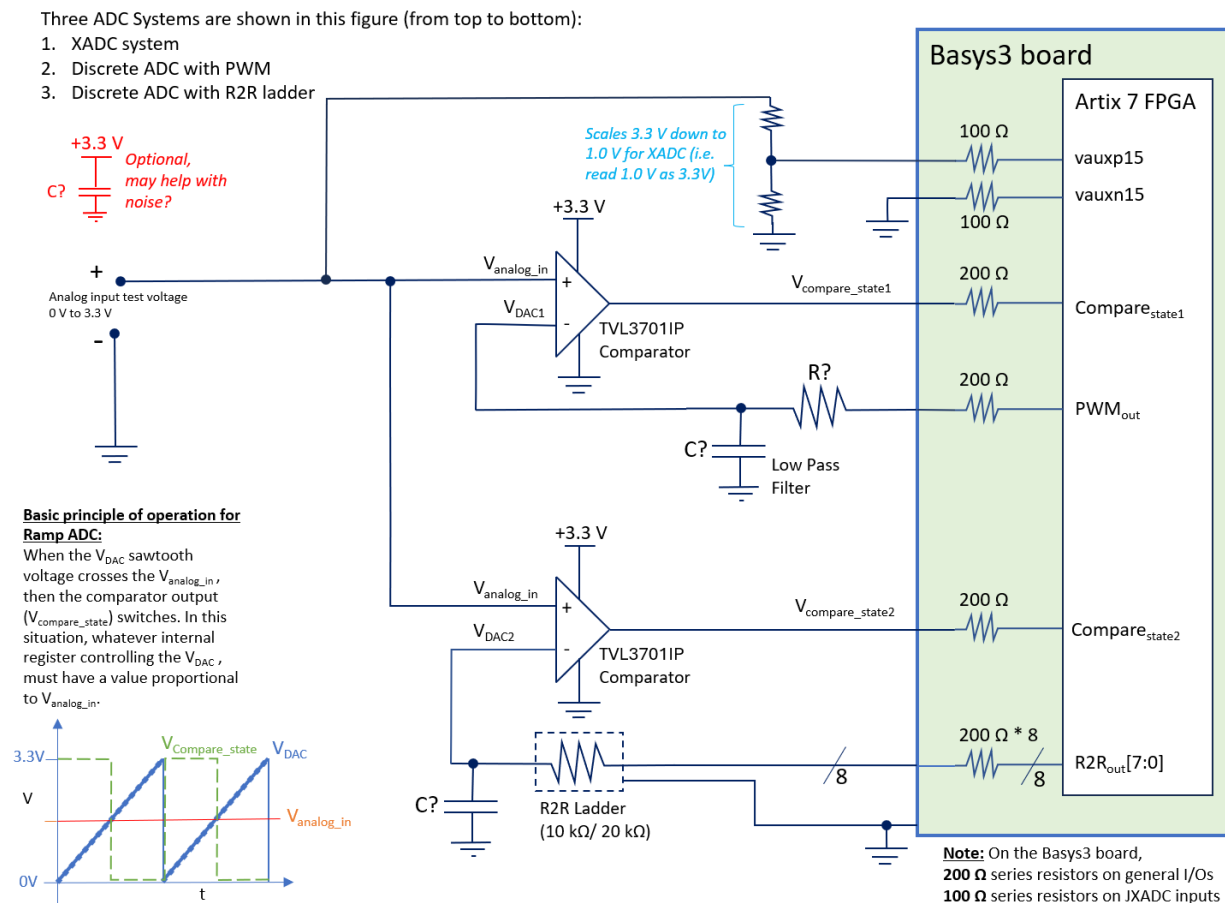 Three ADC Systems are shown in this figure (from top to bottom):
1. XADC system
2. Discrete ADC with PWM
3. Discrete ADC with R2R ladder
+3.3 V
Optional,
may help with
noise?
C?
Scales 3.3 V down to
1.0 V for XADC (i.e.
read 1.0 V as 3.3V)
Basys3 board
Artix 7 FPGA
100 Ω
vauxp15
vauxn15
100 Ω
+
Analog input test voltage
0 V to 3.3 V
-
+3.3 V
Vanalog_in
+
VDAC1
-
TVL3701IP
Comparator
Vcompare_state1
200 Ω
Comparestate1
R?
200 Ω
PWMout
C?
Low Pass
Filter
Basic principle of operation for
Ramp ADC:
When the VDAC sawtooth
voltage crosses the Vanalog_in ,
then the comparator output
(Vcompare_state) switches. In this
situation, whatever internal
register controlling the VDAC ,
must have a value proportional
to Vanalog_in.
+3.3 V
Vanalog_in
+
VDAC2
-
TVL3701IP
Comparator
Vcompare_state2
200 Ω
Comparestate2
200 Ω * 8
R2Rout[7:0]
8
8
C?
R2R Ladder
(10 kΩ/ 20 kΩ)
VCompare_state
VDAC
3.3V
V
Vanalog_in
0V
t
Note: On the Basys3 board,
200 Ω series resistors on general I/Os
100 Ω series resistors on JXADC inputs